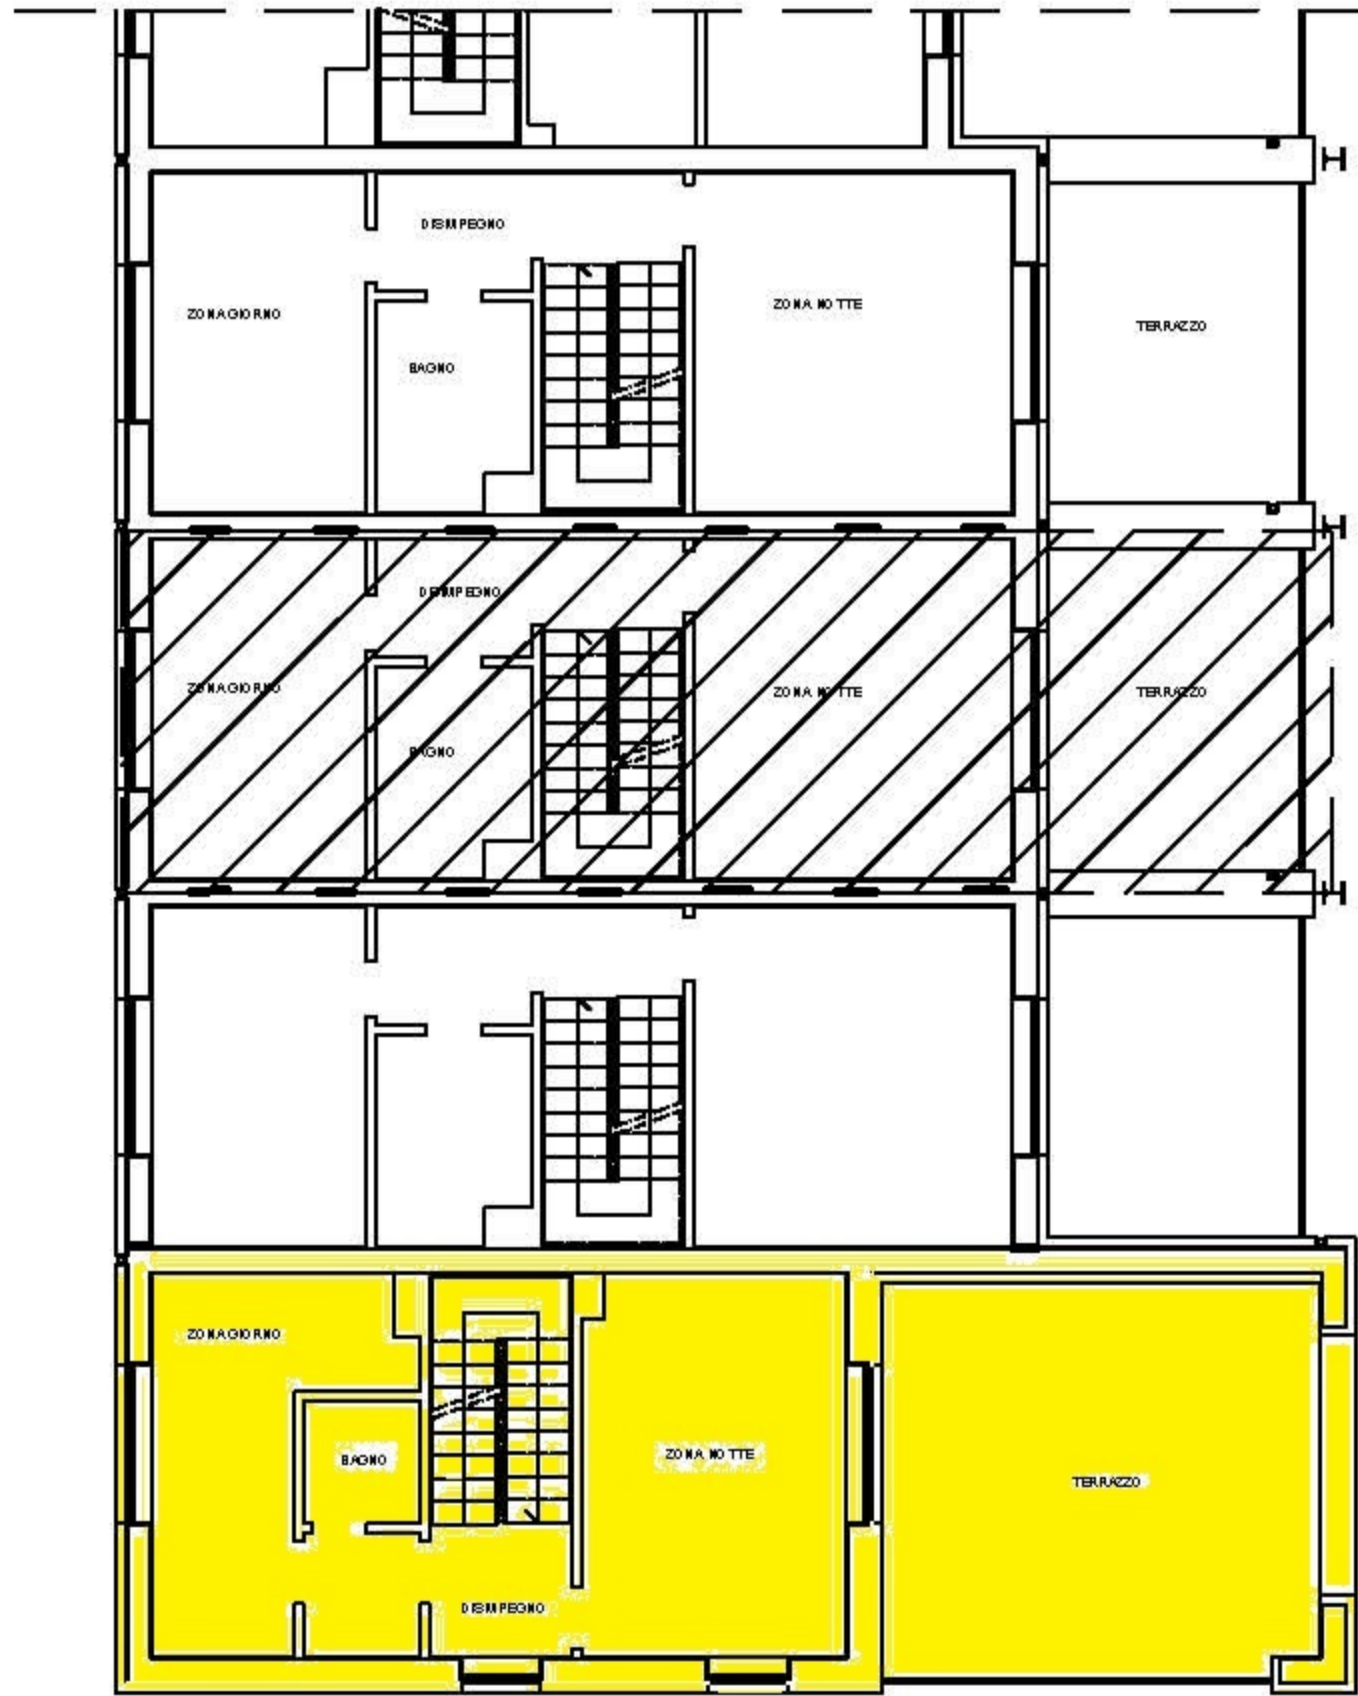 DISIMPEGNO
ZONA GIORNO
ZONA NOTTE
TERRAZZO
BAGNO
DISIMPEGNO
ZONA GIORNO
ZONA NOTTE
TERRAZZO
BAGNO
ZONA GIORNO
BAGNO
ZONA NOTTE
TERRAZZO
DISIMPEGNO